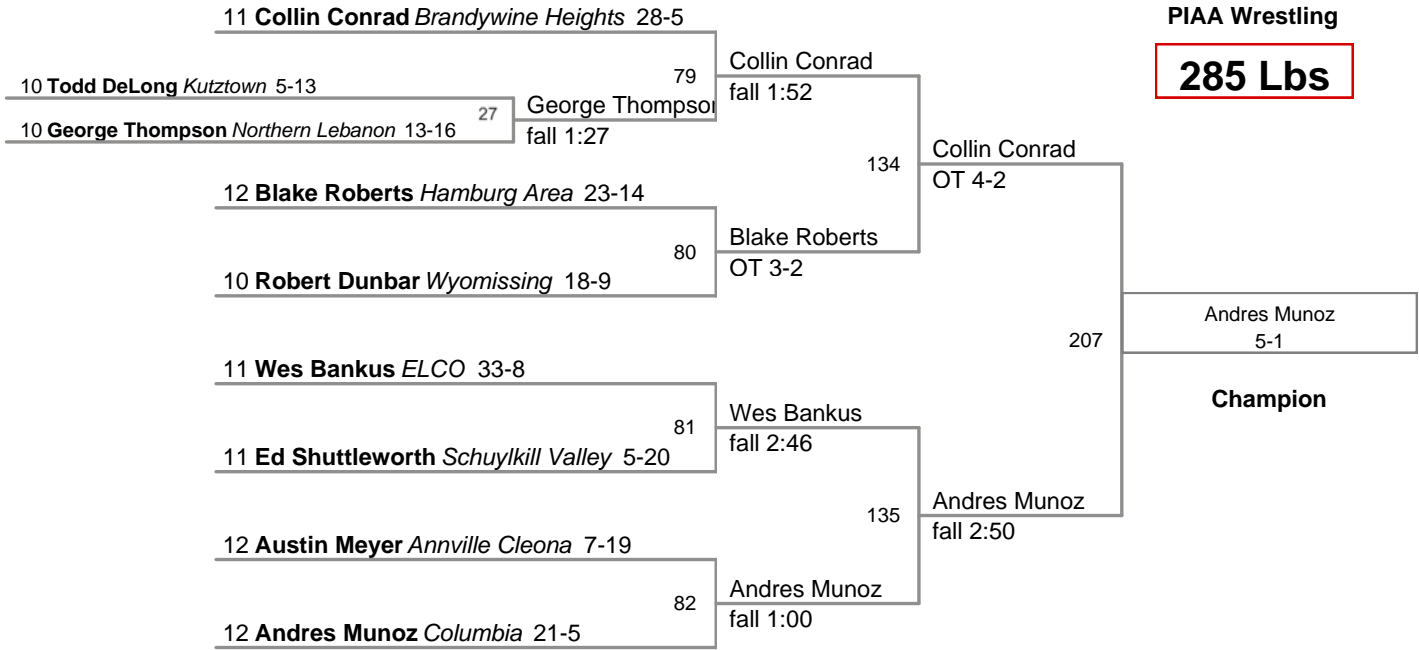 11 Collin Conrad Brandywine Heights 28-5
PIAA Wrestling
285 Lbs
79
Collin Conrad
fall 1:52
10 Todd DeLong Kutztown 5-13
27
George Thompson
fall 1:27
10 George Thompson Northern Lebanon 13-16
134
Collin Conrad
OT 4-2
12 Blake Roberts Hamburg Area 23-14
80
Blake Roberts
OT 3-2
10 Robert Dunbar Wyomissing 18-9
207
Andres Munoz
5-1
Champion
11 Wes Bankus ELCO 33-8
81
Wes Bankus
fall 2:46
11 Ed Shuttleworth Schuylkill Valley 5-20
135
Andres Munoz
fall 2:50
12 Austin Meyer Annville Cleona 7-19
82
Andres Munoz
fall 1:00
12 Andres Munoz Columbia 21-5